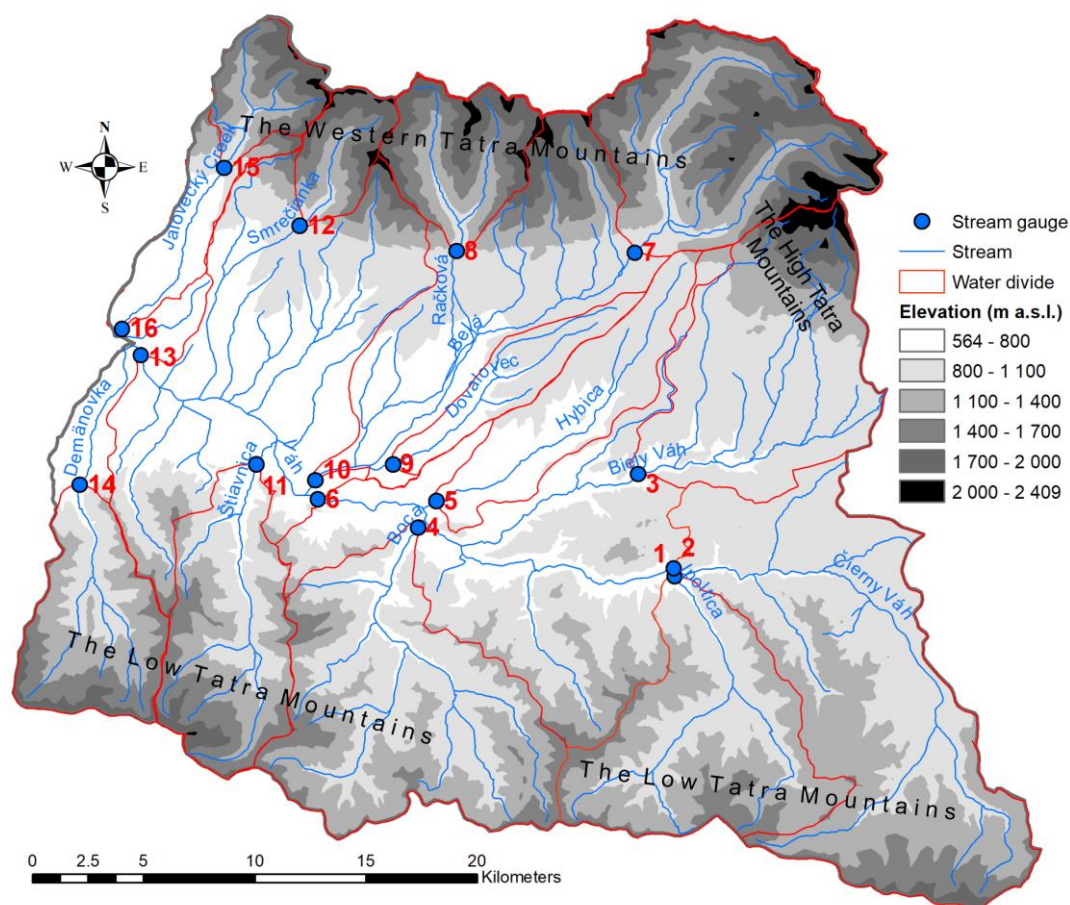 The Western Tatra Mountains
N
W
E
S
Jalovecký Creek
15
Smrečianka
12
8
7
The High Tatra
Mountains
Stream gauge
Stream
Water divide
Elevation (m a.s.l.)
564 - 800
800 - 1 100
1 100 - 1 400
1 400 - 1 700
1 700 - 2 000
2 000 - 2 409
Račková
Belá
16
13
Dovalovec
Hybica
Demänovka
Štiavnica
Váh
14
11
10
9
6
5
Boca
4
Biely Váh
3
1
2
Ipoltica
Čierny Váh
The Low Tatra Mountains
The Low Tatra Mountains
0
2.5
5
10
15
20
Kilometers